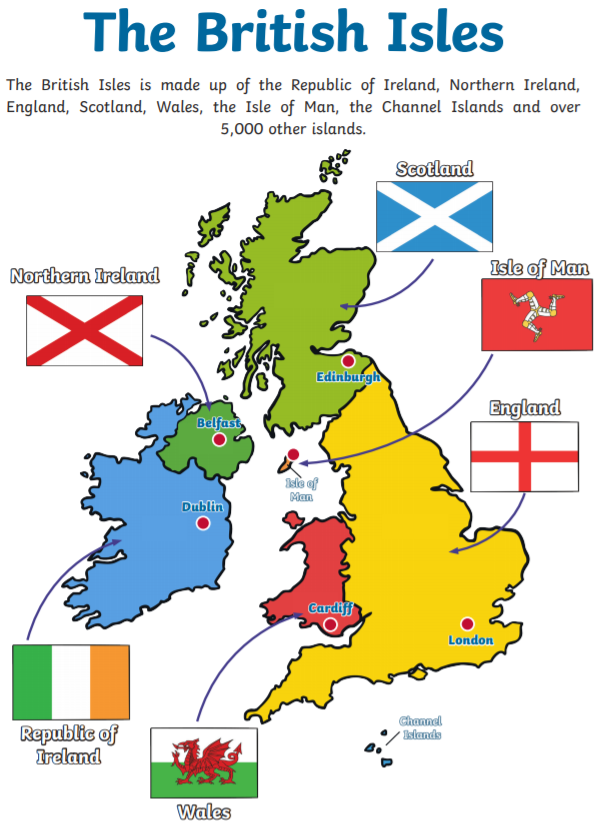 The British Isles
The British Isles is made up of the Republic of Ireland, Northern Ireland,
England, Scotland, Wales, the Isle of Man, the Channel Islands and over
5,000 other islands.
Scotland
Isle of Man
Northern Ireland
Edinburgh
England
Belfast
Isle of
Man
Dublin
Cardiff
London
Republic of
Ireland
Channel
Islands
Wales